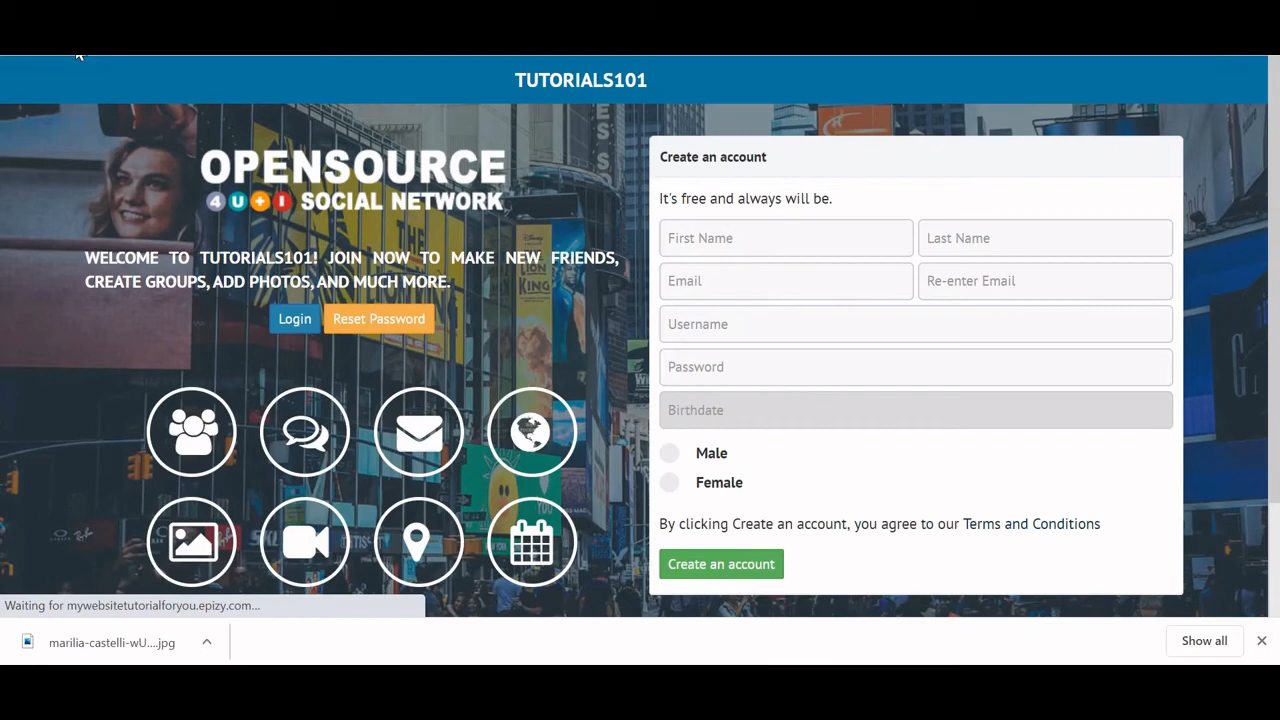 TUTORIALS101
OPENSOURCE
4 U + I SOCIAL NETWORK
WELCOME TO TUTORIALS101! JOIN NOW TO MAKE NEW FRIENDS,
CREATE GROUPS, ADD PHOTOS, AND MUCH MORE.
Login Reset Password
Create an account
It's free and always will be.
First Name Last Name
Email Re-enter Email
Username
Password
Birthdate
Male
Female
By clicking Create an account, you agree to our Terms and Conditions
Create an account
THE
LION
KING
Waiting for mywebsitetutorialforyou.epizy.com...
marilia-castelli-wU....jpg
Show all